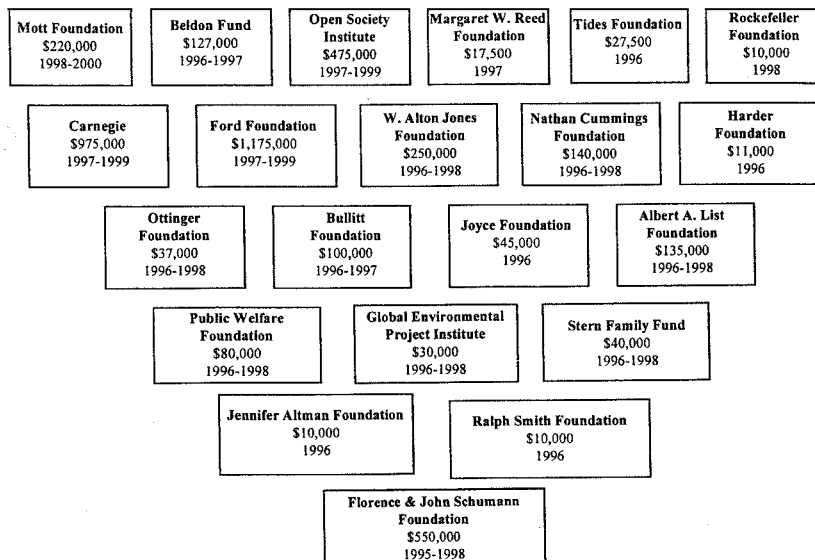 Mott Foundation
$220,000
1998-2000
Beldon Fund
$127,000
1996-1997
Open Society
Institute
$475,000
1997-1999
Margaret W. Reed
Foundation
$17,500
1997
Tides Foundation
$27,500
1996
Rockefeller
Foundation
$10,000
1998
Carnegie
$975,000
1997-1999
Ford Foundation
$1,175,000
1997-1999
W. Alton Jones
Foundation
$250,000
1996-1998
Nathan Cummings
Foundation
$140,000
1996-1998
Harder
Foundation
$11,000
1996
Ottinger
Foundation
$37,000
1996-1998
Bullitt
Foundation
$100,000
1996-1997
Joyce Foundation
$45,000
1996
Albert A. List
Foundation
$135,000
1996-1998
Public Welfare
Foundation
$80,000
1996-1998
Global Environmental
Project Institute
$30,000
1996-1998
Stern Family Fund
$40,000
1996-1998
Jennifer Altman Foundation
$10,000
1996
Ralph Smith Foundation
$10,000
1996
Florence & John Schumann
Foundation
$550,000
1995-1998